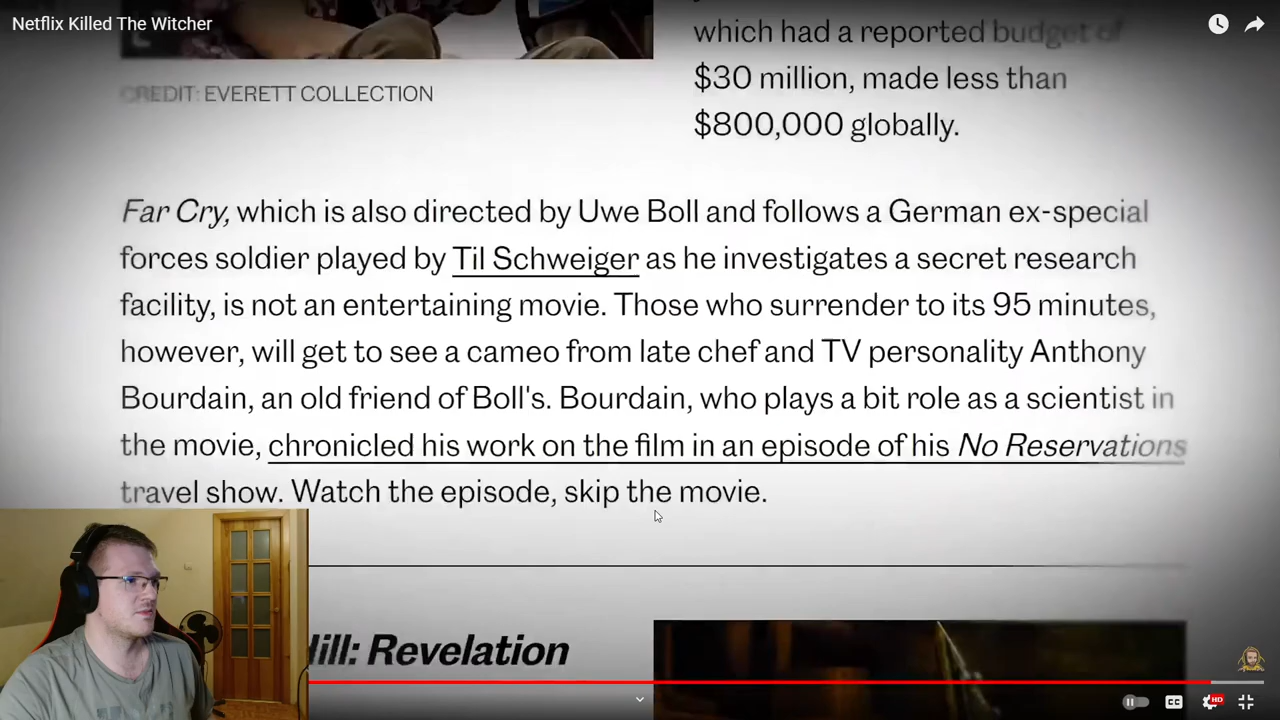 Netflix Killed The Witcher
which had a reported budget of
$30 million, made less than
$800,000 globally.
CREDIT: EVERETT COLLECTION
Far Cry, which is also directed by Uwe Boll and follows a German ex-special
forces soldier played by Til Schweiger as he investigates a secret research
facility, is not an entertaining movie. Those who surrender to its 95 minutes,
however, will get to see a cameo from late chef and TV personality Anthony
Bourdain, an old friend of Boll's. Bourdain, who plays a bit role as a scientist in
the movie, chronicled his work on the film in an episode of his No Reservations
travel show. Watch the episode, skip the movie.
Hill: Revelation
CC
HD